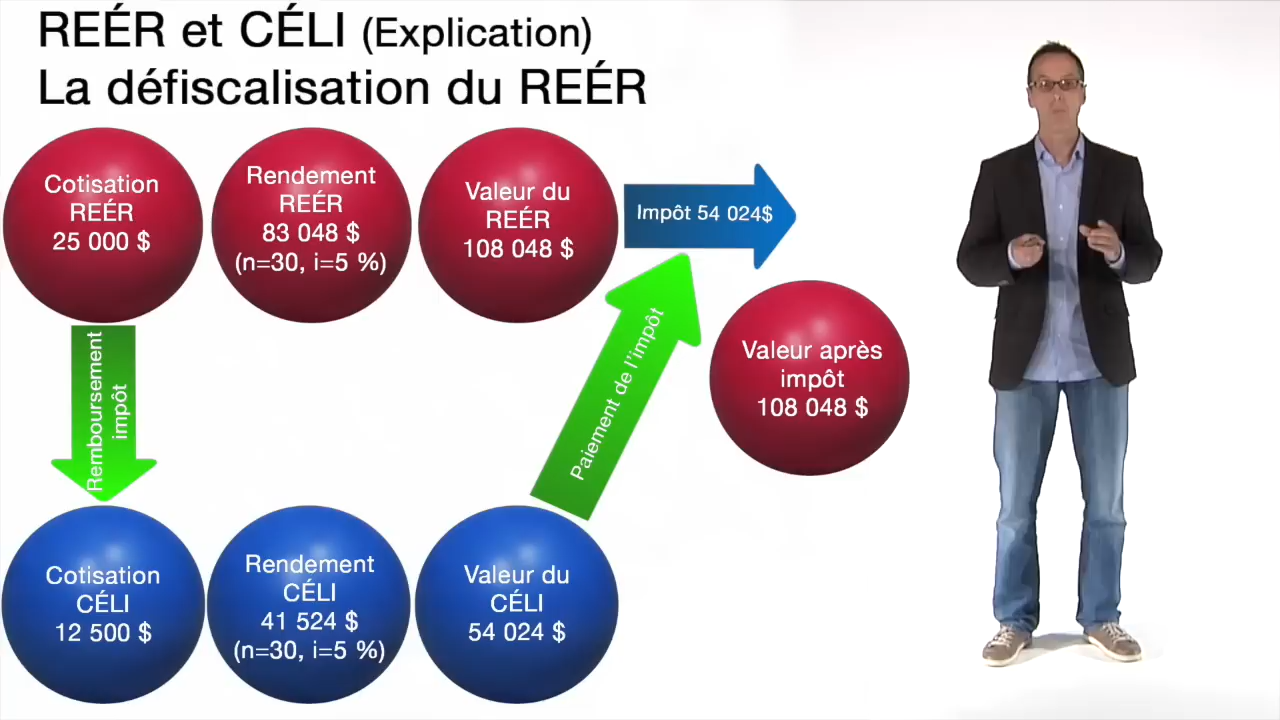 REÉR et CÉLI (Explication)
La défiscalisation du REÉR
Cotisation
REÉR
25 000 $
Rendement
REÉR
83 048 $
(n=30, i=5 %)
Valeur du
REÉR
108 048 $
Impôt 54 024$
Remboursement
impôt
Paiement de l'impôt
Valeur après
impôt
108 048 $
Cotisation
CÉLI
12 500 $
Rendement
CÉLI
41 524 $
(n=30, i=5 %)
Valeur du
CÉLI
54 024 $